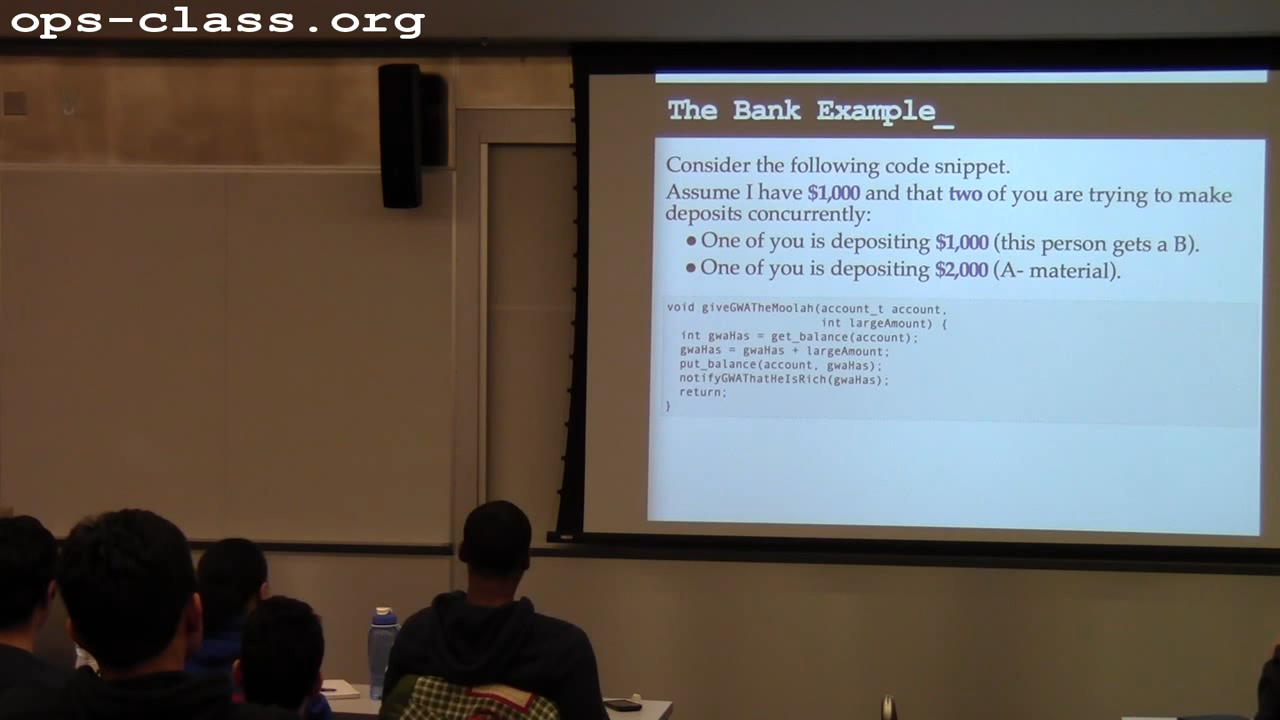 ops-class.org
The Bank Example_
Consider the following code snippet.
Assume I have $1,000 and that two of you are trying to make
deposits concurrently:
• One of you is depositing $1,000 (this person gets a B).
• One of you is depositing $2,000 (A- material).
void giveGWATheMoolah(account_t account,
int largeAmount) {
int gwaHas = get_balance(account);
gwaHas = gwaHas + largeAmount;
put_balance(account, gwaHas);
notifyGWAThatHeIsRich(gwaHas);
return;
}